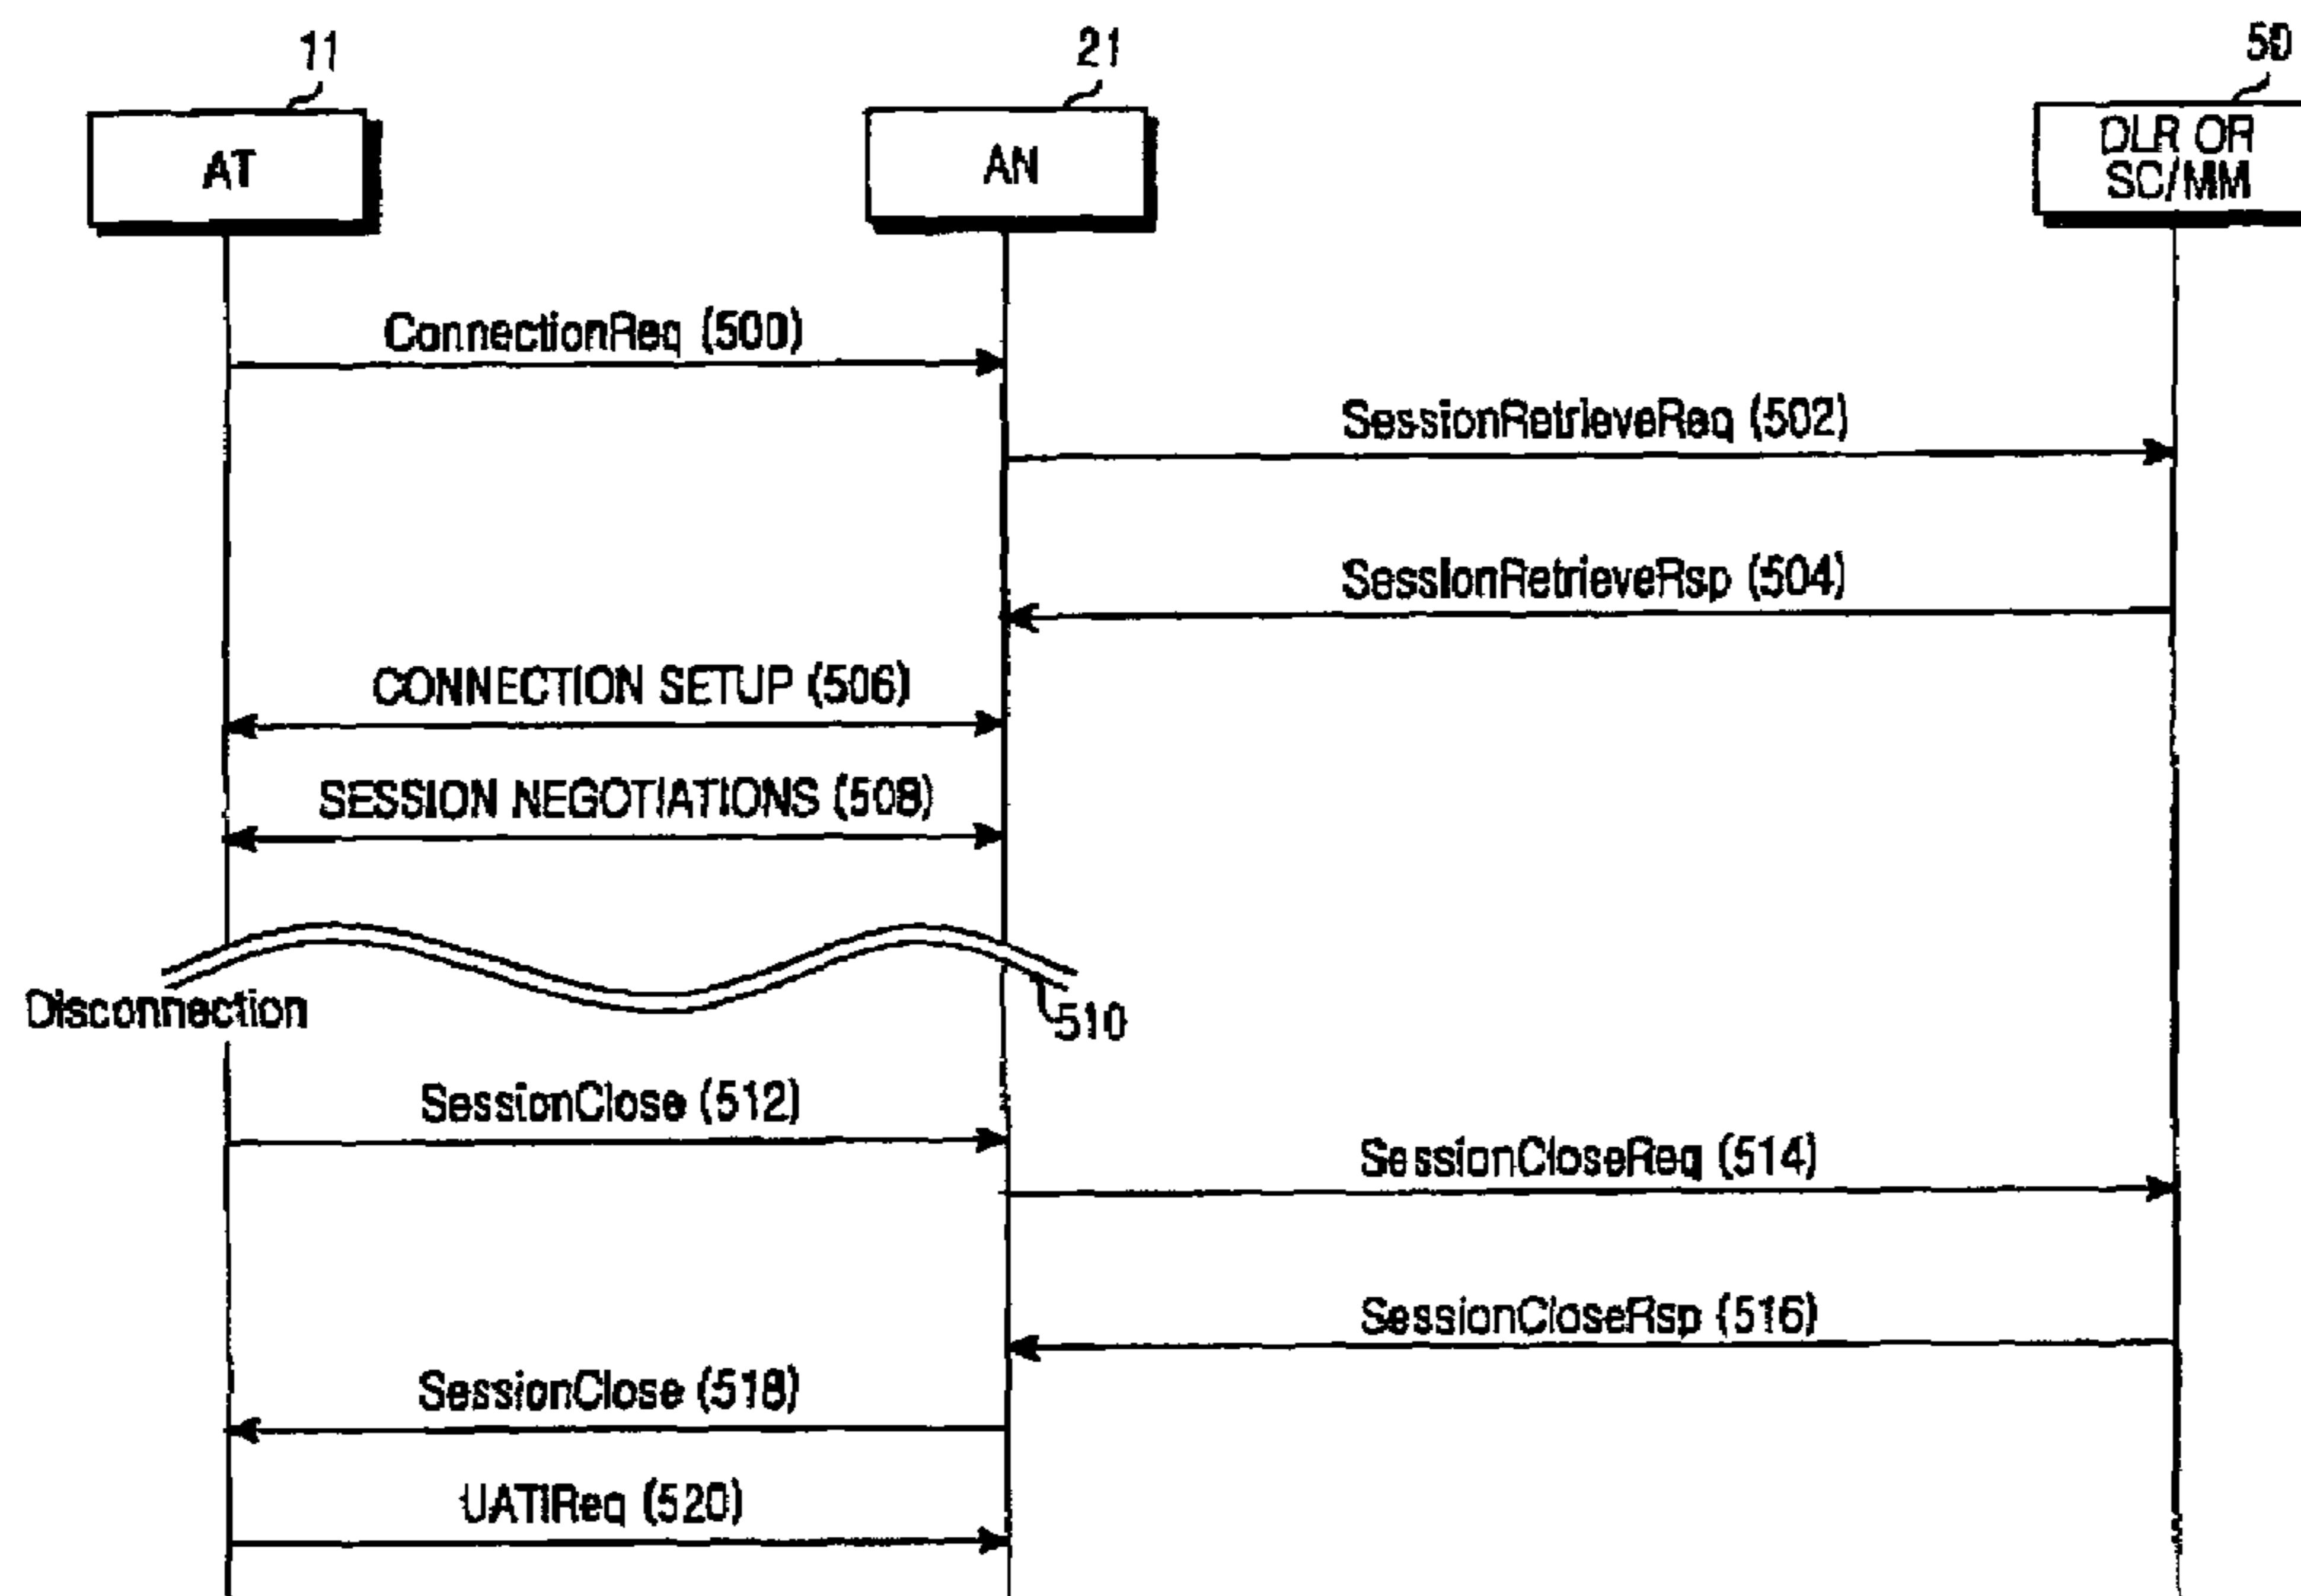 11
21
50
AT
AN
DLR OR
SC/MM
ConnectionReq (500)
SessionRetrieveReq (502)
SessionRetrieveRsp (504)
CONNECTION SETUP (506)
SESSION NEGOTIATIONS (508)
Disconnection
510
SessionClose (512)
SessionCloseReq (514)
SessionCloseRsp (516)
SessionClose (518)
UATIReq (520)